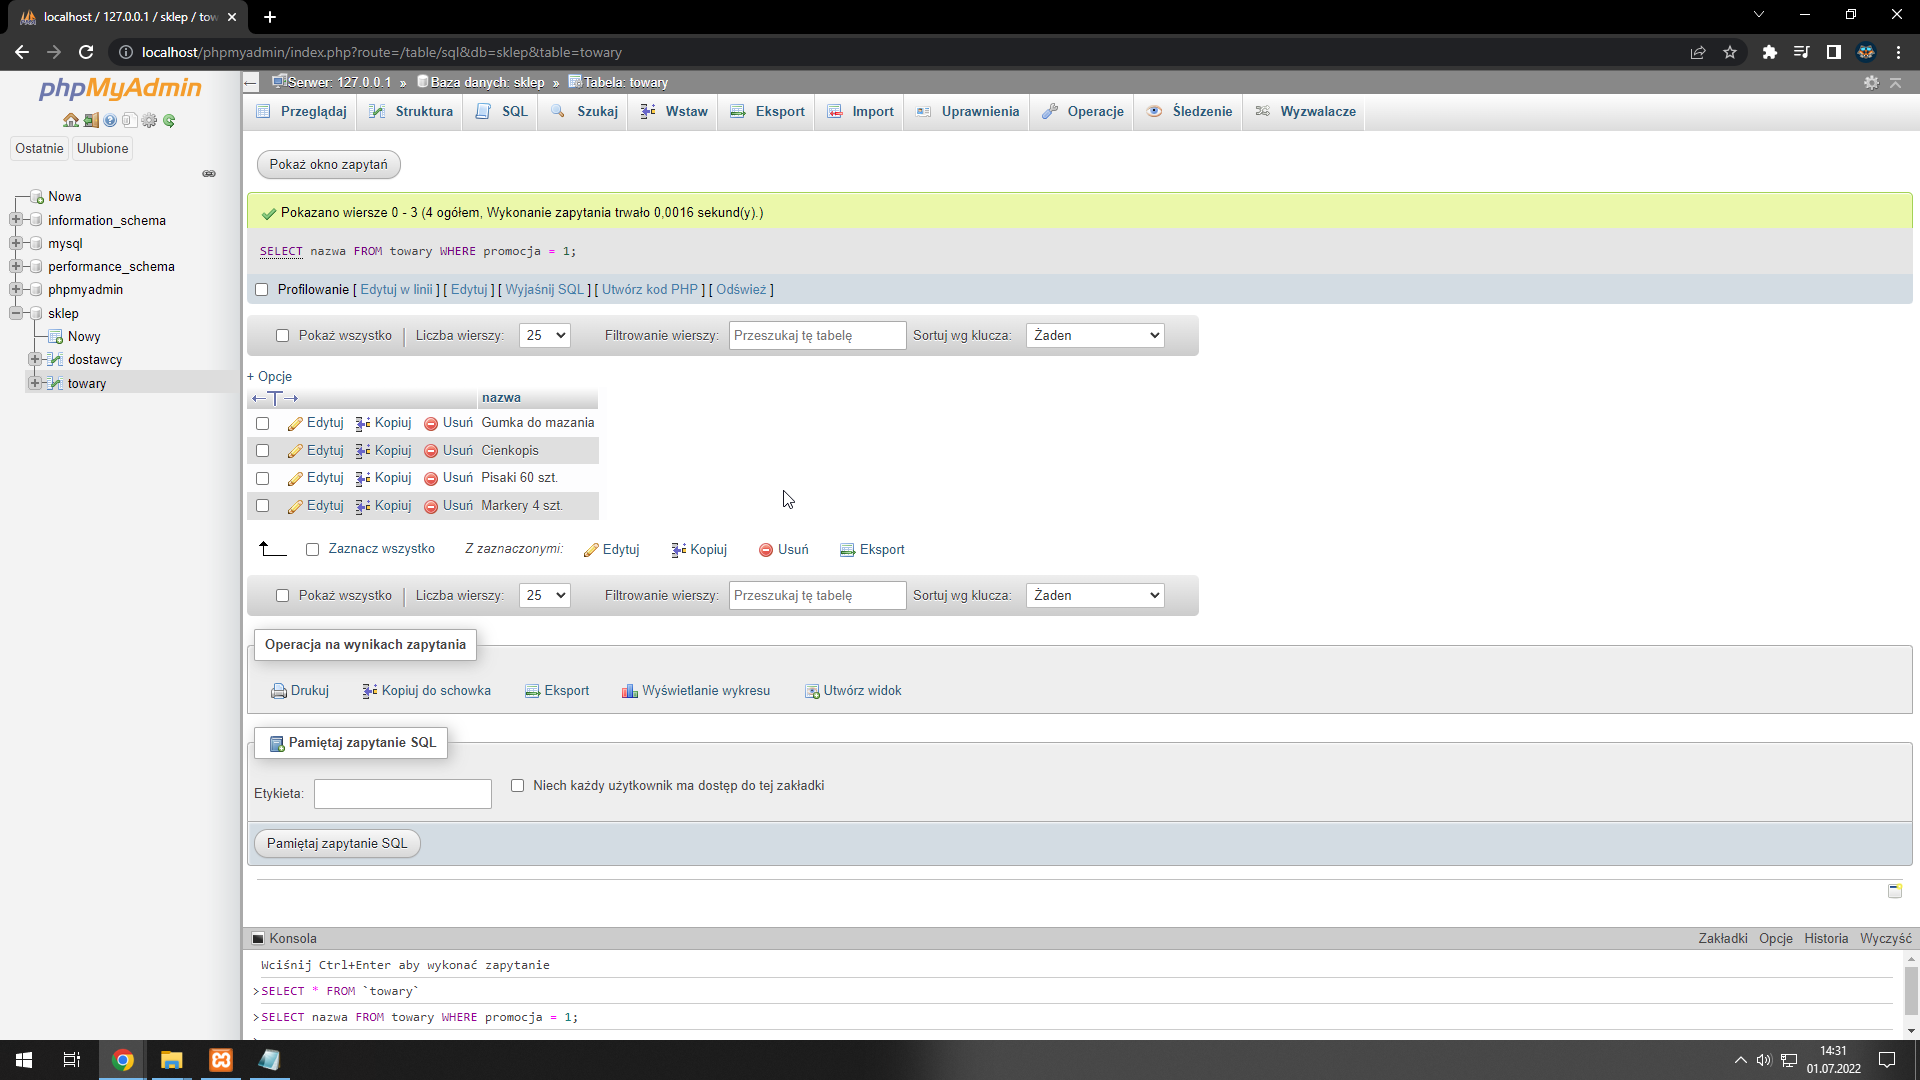 localhost / 127.0.0.1 / sklep / tow
localhost/phpmyadmin/index.php?route=/table/sql&db=sklep&table=towary
phpMyAdmin
Ostatnie
Ulubione
Nowa
information_schema
mysql
performance_schema
phpmyadmin
sklep
Nowy
dostawcy
towary
Serwer: 127.0.0.1 » Baza danych: sklep » Tabela: towary
Przeglądaj Struktura SQL Szukaj Wstaw Eksport Import Uprawnienia Operacje Śledzenie Wyzwalacze
Pokaż okno zapytań
Pokazano wiersze 0 - 3 (4 ogółem, Wykonanie zapytania trwało 0,0016 sekund(y).)
SELECT nazwa FROM towary WHERE promocja = 1;
Profilowanie [ Edytuj w linii ] [ Edytuj ] [ Wyjaśnij SQL ] [ Utwórz kod PHP ] [ Odśwież ]
Pokaż wszystko | Liczba wierszy: 25 Filtrowanie wierszy: Przeszukaj tę tabelę Sortuj wg klucza: Żaden
+ Opcje
←T→ nazwa
Edytuj Kopiuj Usuń Gumka do mazania
Edytuj Kopiuj Usuń Cienkopis
Edytuj Kopiuj Usuń Pisaki 60 szt.
Edytuj Kopiuj Usuń Markery 4 szt.
Zaznacz wszystko Z zaznaczonymi: Edytuj Kopiuj Usuń Eksport
Pokaż wszystko | Liczba wierszy: 25 Filtrowanie wierszy: Przeszukaj tę tabelę Sortuj wg klucza: Żaden
Operacja na wynikach zapytania
Drukuj Kopiuj do schowka Eksport Wyświetlanie wykresu Utwórz widok
Pamiętaj zapytanie SQL
Etykieta: Niech każdy użytkownik ma dostęp do tej zakładki
Pamiętaj zapytanie SQL
Konsola Zakładki Opcje Historia Wyczyść
Wciśnij Ctrl+Enter aby wykonać zapytanie
>SELECT * FROM `towary`
>SELECT nazwa FROM towary WHERE promocja = 1;
14:31
01.07.2022